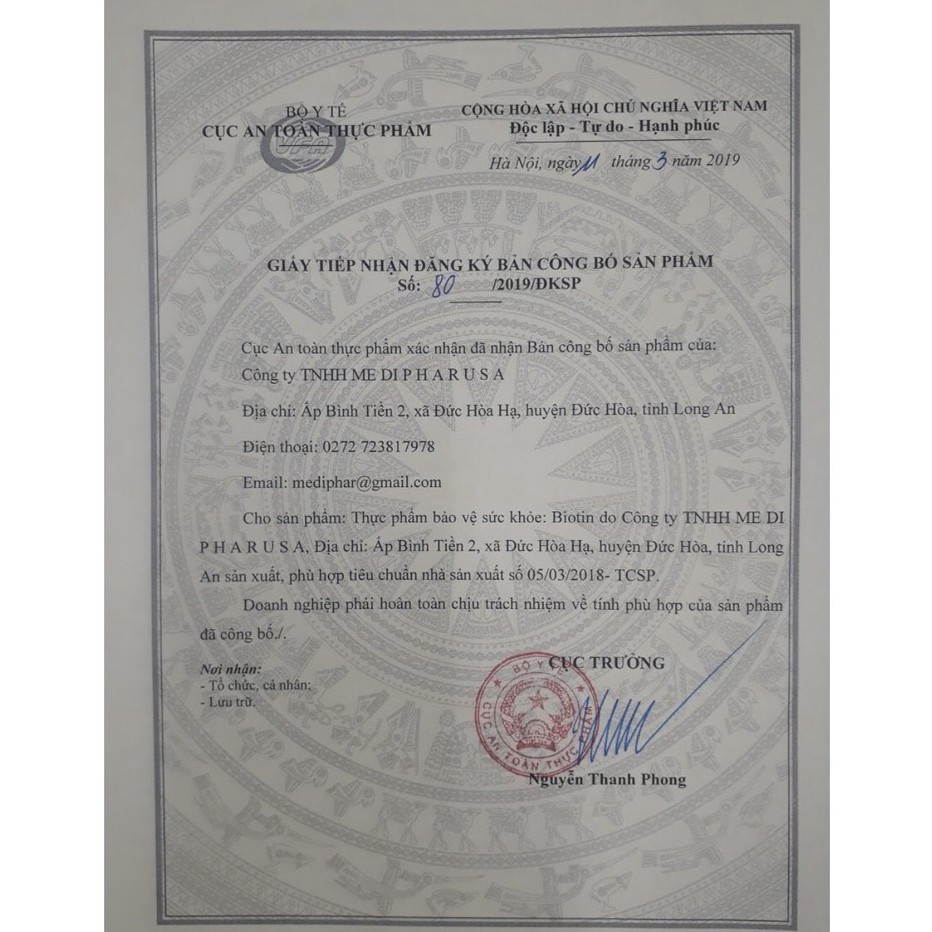 BỘ Y TẾ
CỤC AN TOÀN THỰC PHẨM
VFA
CỘNG HÒA XÃ HỘI CHỦ NGHĨA VIỆT NAM
Độc lập - Tự do - Hạnh phúc
Hà Nội, ngày 11 tháng 3 năm 2019
GIẤY TIẾP NHẬN ĐĂNG KÝ BẢN CÔNG BỐ SẢN PHẨM
Số: 80 /2019/ĐKSP
Cục An toàn thực phẩm xác nhận đã nhận Bản công bố sản phẩm của:
Công ty TNHH ME DI P H A R U S A
Địa chỉ: Ấp Bình Tiền 2, xã Đức Hòa Hạ, huyện Đức Hòa, tỉnh Long An
Điện thoại: 0272 723817978
Email: mediphar@gmail.com
Cho sản phẩm: Thực phẩm bảo vệ sức khỏe: Biotin do Công ty TNHH ME DI
P H A R U S A, Địa chỉ: Ấp Bình Tiền 2, xã Đức Hòa Hạ, huyện Đức Hòa, tỉnh Long
An sản xuất, phù hợp tiêu chuẩn nhà sản xuất số 05/03/2018- TCSP.
Doanh nghiệp phải hoàn toàn chịu trách nhiệm về tính phù hợp của sản phẩm
đã công bố./.
Nơi nhận:
- Tổ chức, cá nhân;
- Lưu trữ.
CỤC TRƯỞNG
BỘ Y TẾ
CỤC AN TOÀN THỰC PHẨM
Nguyễn Thanh Phong